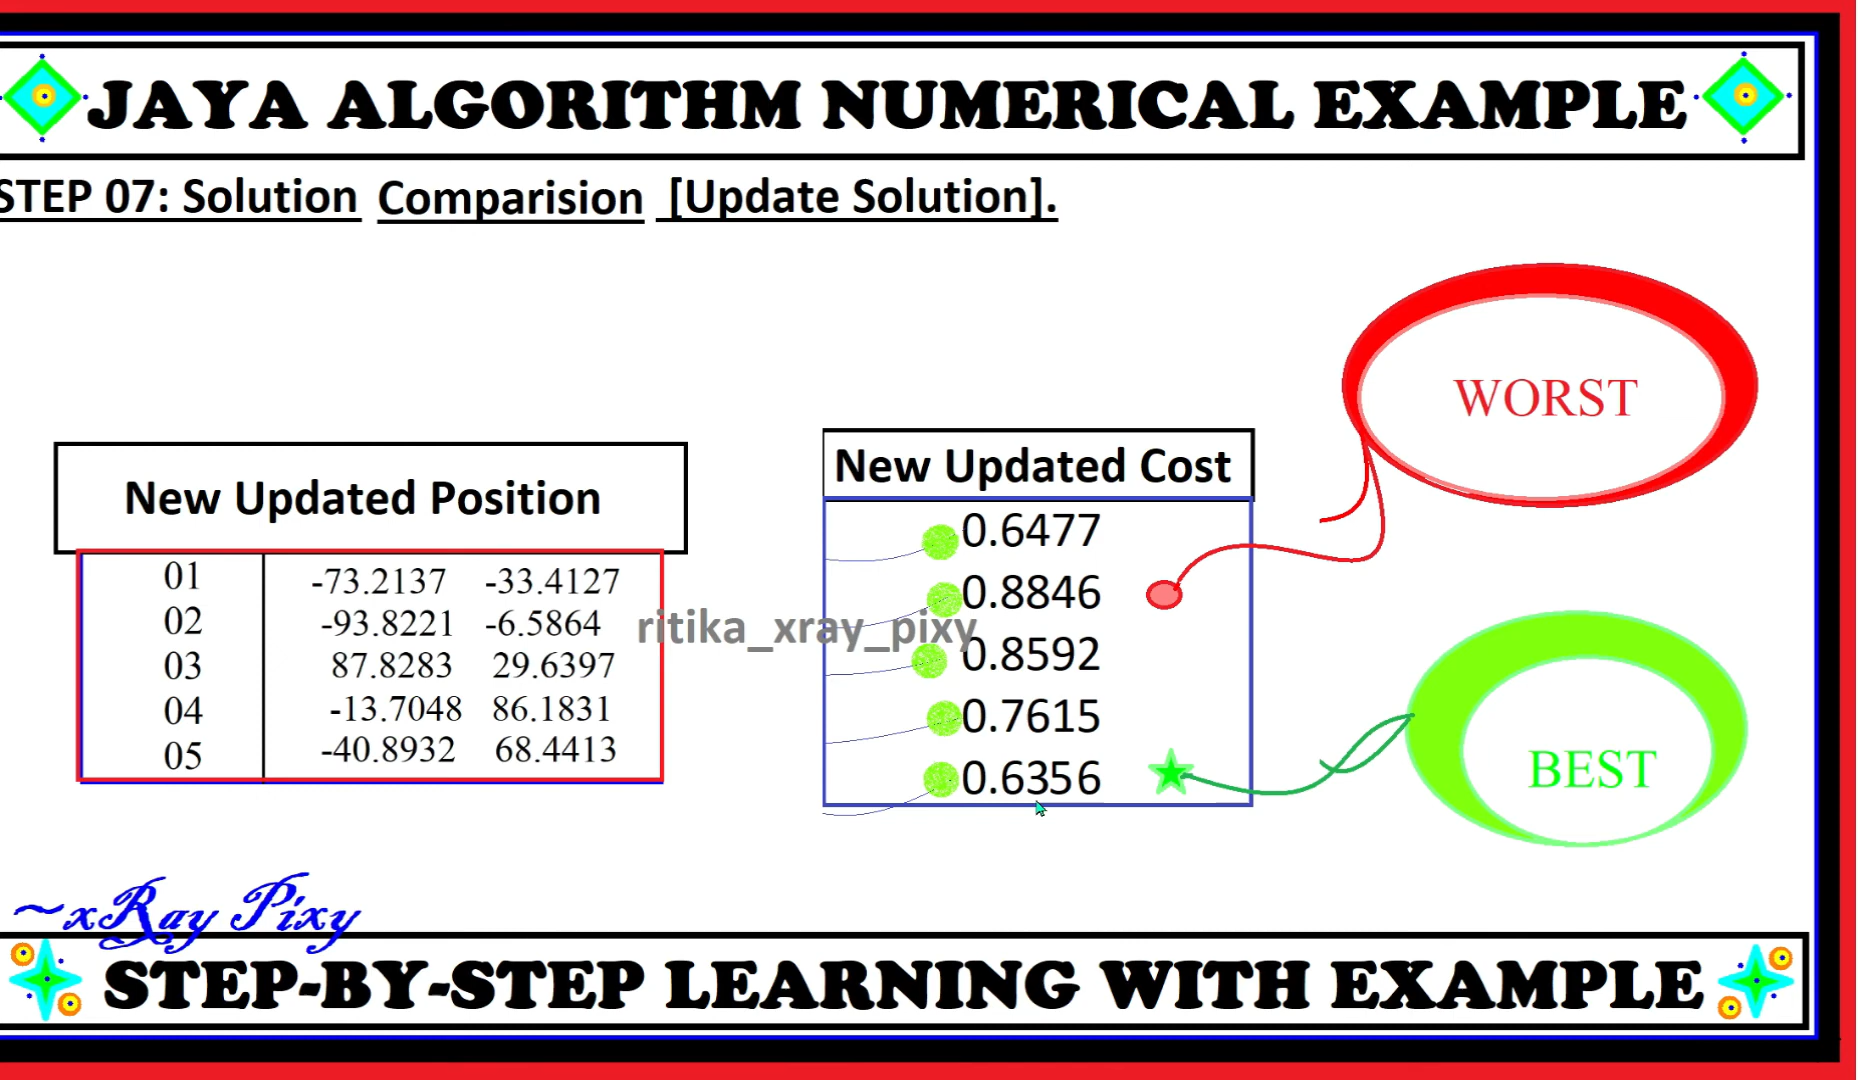 JAYA ALGORITHM NUMERICAL EXAMPLE
STEP 07: Solution Comparision [Update Solution].
WORST
New Updated Position
New Updated Cost
01 -73.2137 -33.4127
02 -93.8221 -6.5864
03 87.8283 29.6397
04 -13.7048 86.1831
05 -40.8932 68.4413
0.6477
0.8846
0.8592
0.7615
0.6356
ritika_xray_pixy
BEST
~xRay Pixy
STEP-BY-STEP LEARNING WITH EXAMPLE